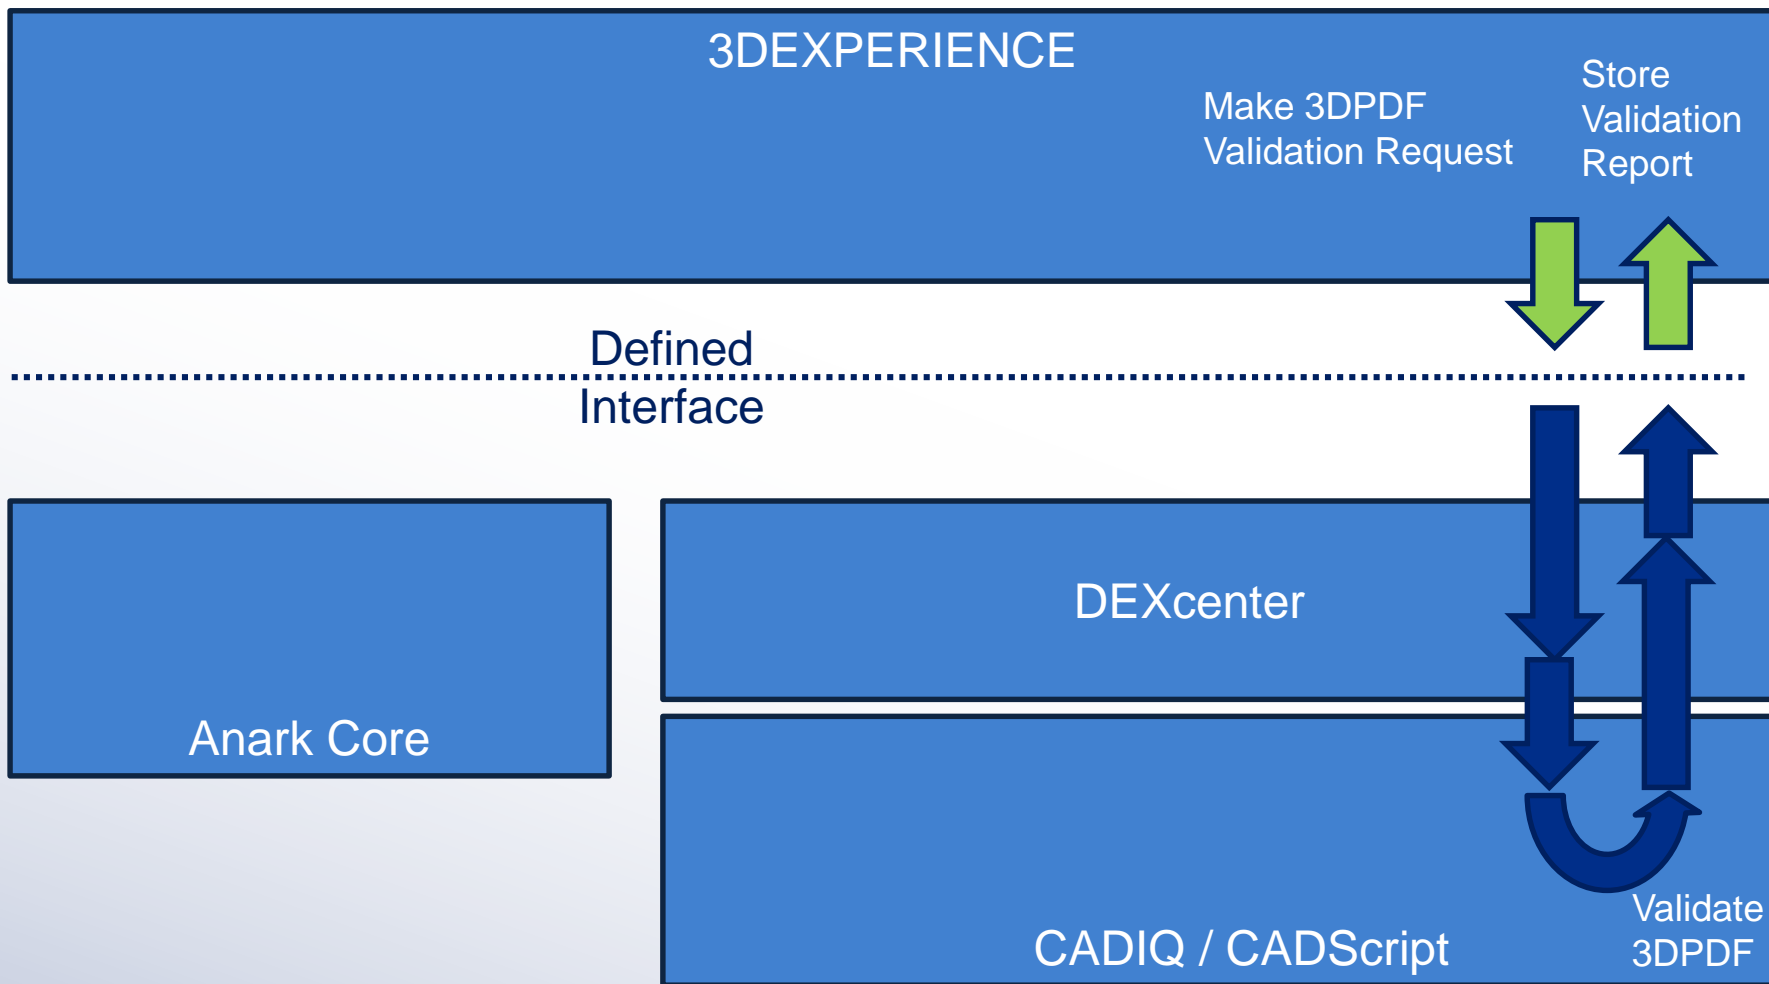 3DEXPERIENCE
Make 3DPDF
Validation Request
Store
Validation
Report
Defined
Interface
Anark Core
DEXcenter
CADIQ / CADScript
Validate
3DPDF